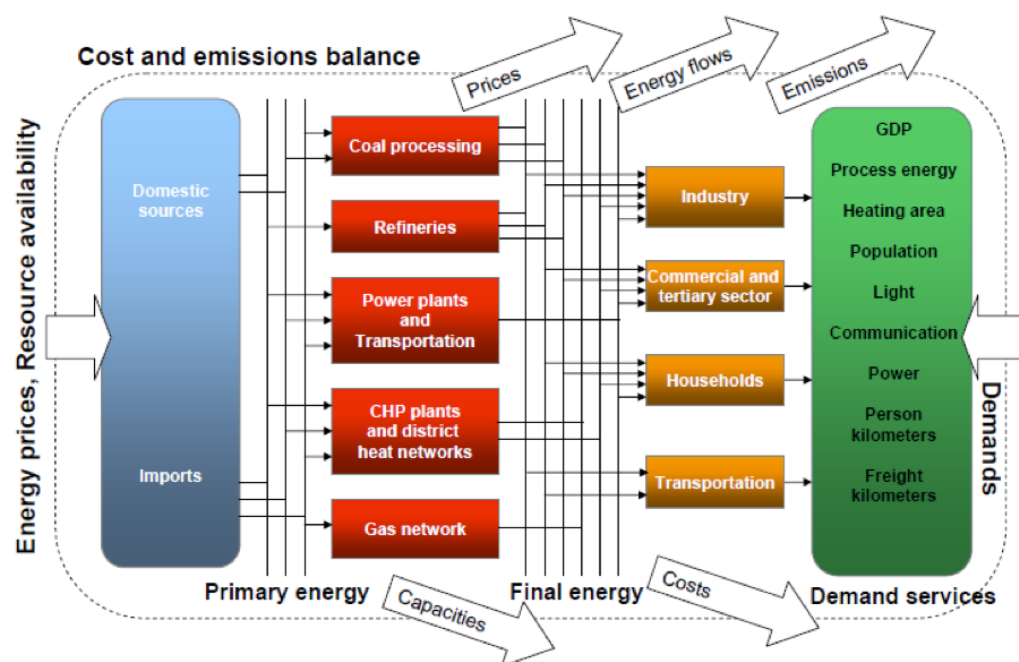 Cost and emissions balance
Prices
Energy flows
Emissions
Energy prices, Resource availability
Domestic
sources
Imports
Coal processing
Refineries
Power plants
and
Transportation
CHP plants
and district
heat networks
Gas network
Industry
Commercial and
tertiary sector
Households
Transportation
GDP
Process energy
Heating area
Population
Light
Communication
Power
Person
kilometers
Freight
kilometers
Demands
Primary energy
Capacities
Final energy
Costs
Demand services